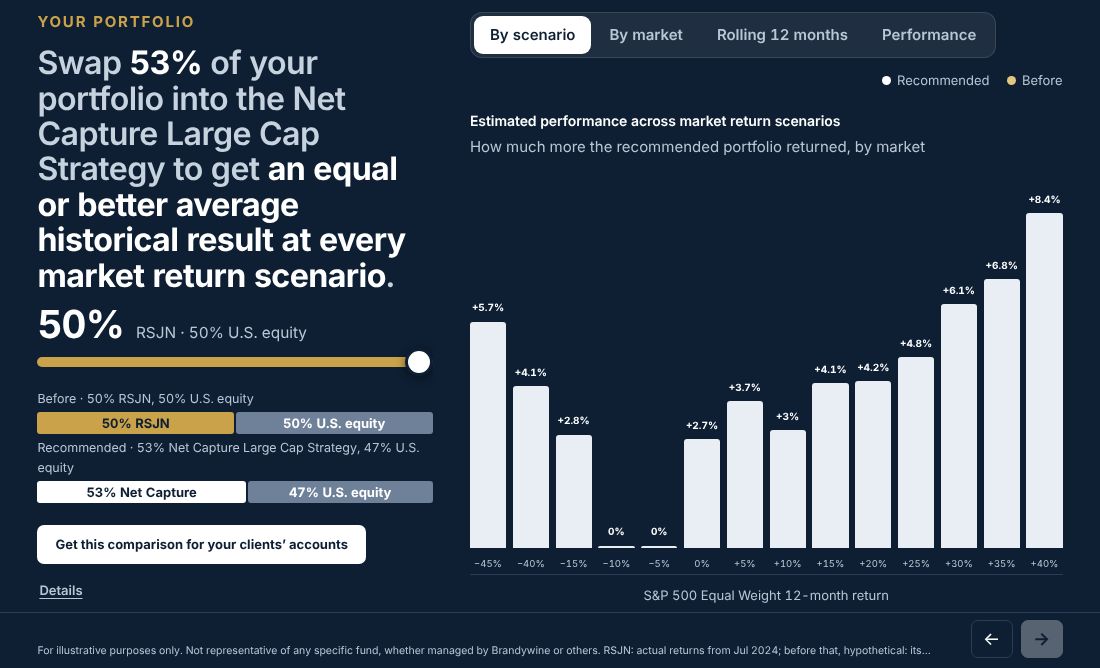 YOUR PORTFOLIO
Swap 53% of your
portfolio into the Net
Capture Large Cap
Strategy to get an equal
or better average
historical result at every
market return scenario.
50% RSJN · 50% U.S. equity
Before · 50% RSJN, 50% U.S. equity
50% RSJN 50% U.S. equity
Recommended · 53% Net Capture Large Cap Strategy, 47% U.S.
equity
53% Net Capture 47% U.S. equity
Get this comparison for your clients’ accounts
Details
By scenario By market Rolling 12 months Performance
Recommended Before
Estimated performance across market return scenarios
How much more the recommended portfolio returned, by market
+5.7% +4.1% +2.8% 0% 0% +2.7% +3.7% +3% +4.1% +4.2% +4.8% +6.1% +6.8% +8.4%
−45% −40% −15% −10% −5% 0% +5% +10% +15% +20% +25% +30% +35% +40%
S&P 500 Equal Weight 12-month return
For illustrative purposes only. Not representative of any specific fund, whether managed by Brandywine or others. RSJN: actual returns from Jul 2024; before that, hypothetical: its…